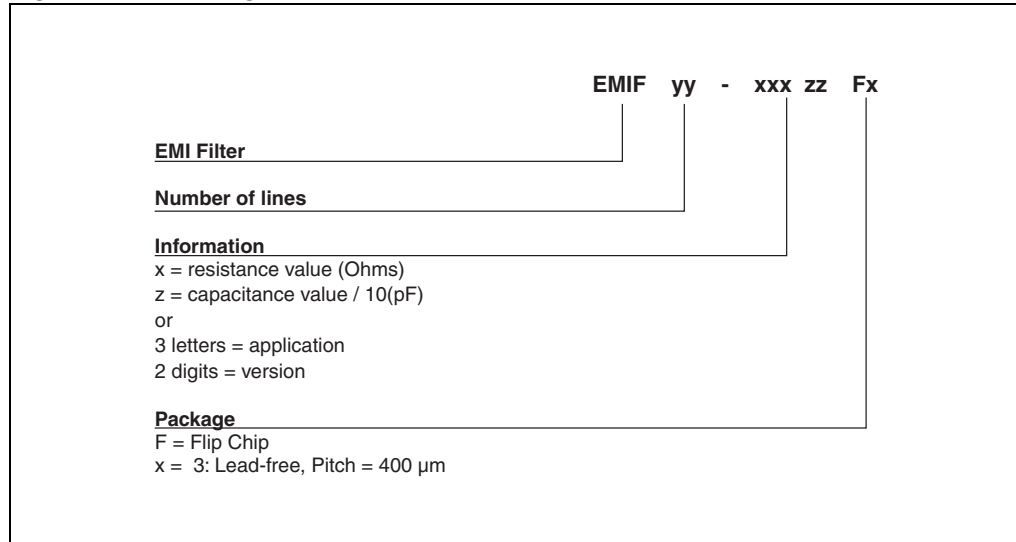 EMIF yy - xxx zz Fx
EMI Filter
Number of lines
Information
x = resistance value (Ohms)
z = capacitance value / 10(pF)
or
3 letters = application
2 digits = version
Package
F = Flip Chip
x = 3: Lead-free, Pitch = 400 µm